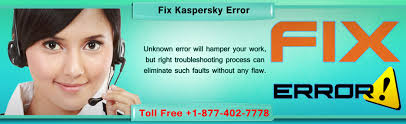 Fix Kaspersky Error
Unknown error will hamper your work,
but right troubleshooting process can
eliminate such faults without any flaw.
FIX
ERROR!
Toll Free +1-877-402-7778